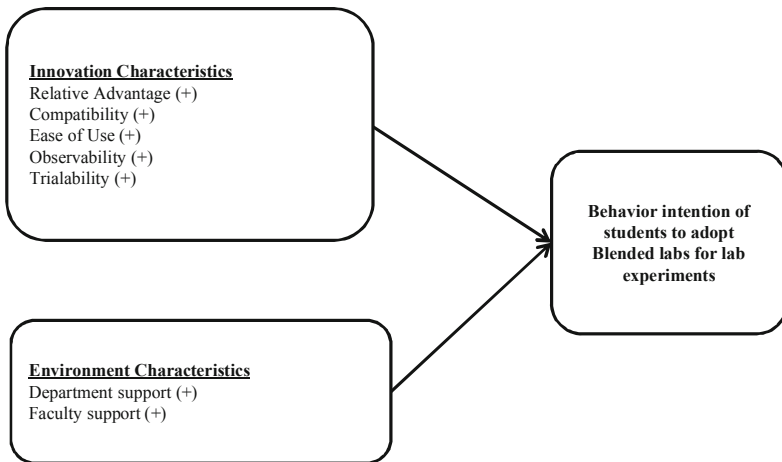 Innovation Characteristics
Relative Advantage (+)
Compatibility (+)
Ease of Use (+)
Observability (+)
Trialability (+)
Behavior intention of
students to adopt
Blended labs for lab
experiments
Environment Characteristics
Department support (+)
Faculty support (+)